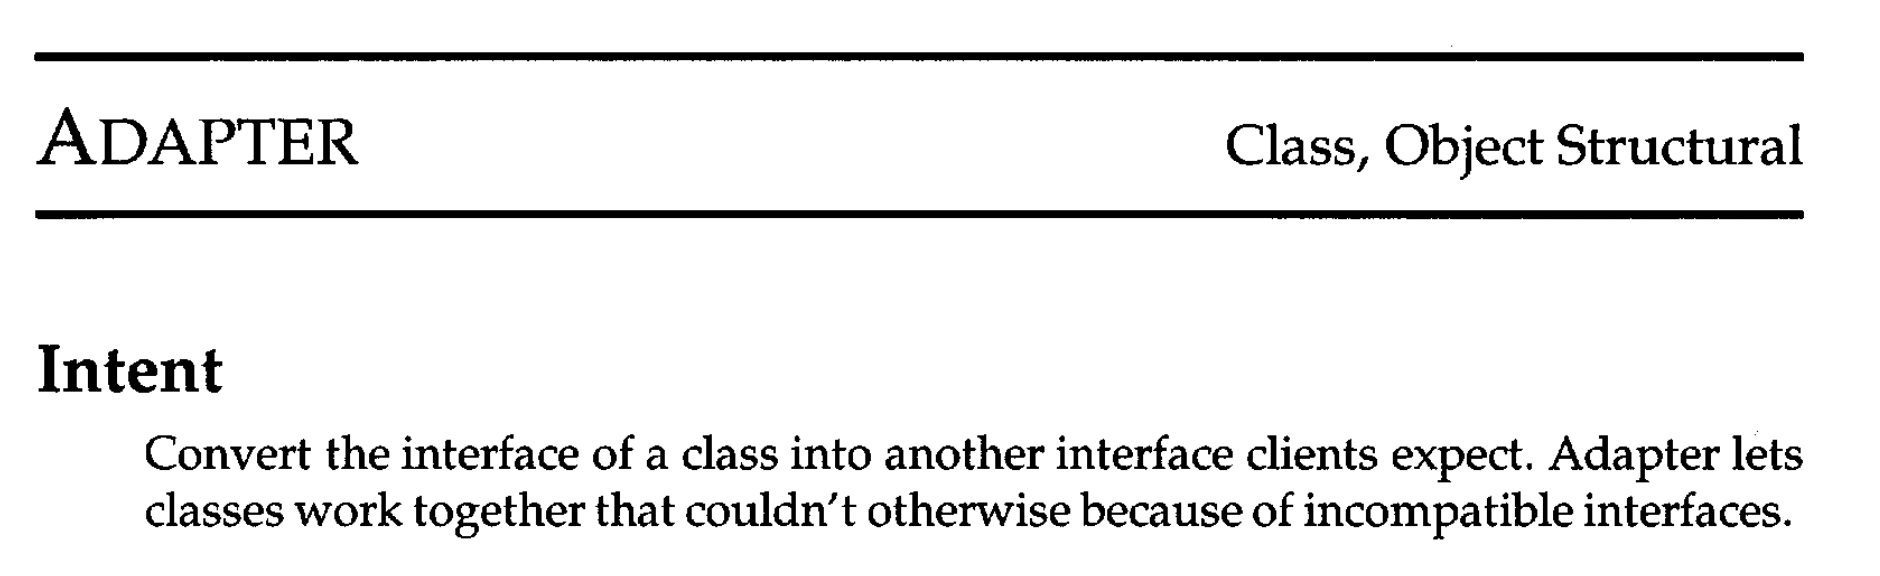 ADAPTER
Class, Object Structural
Intent
Convert the interface of a class into another interface clients expect. Adapter lets
classes work together that couldn't otherwise because of incompatible interfaces.